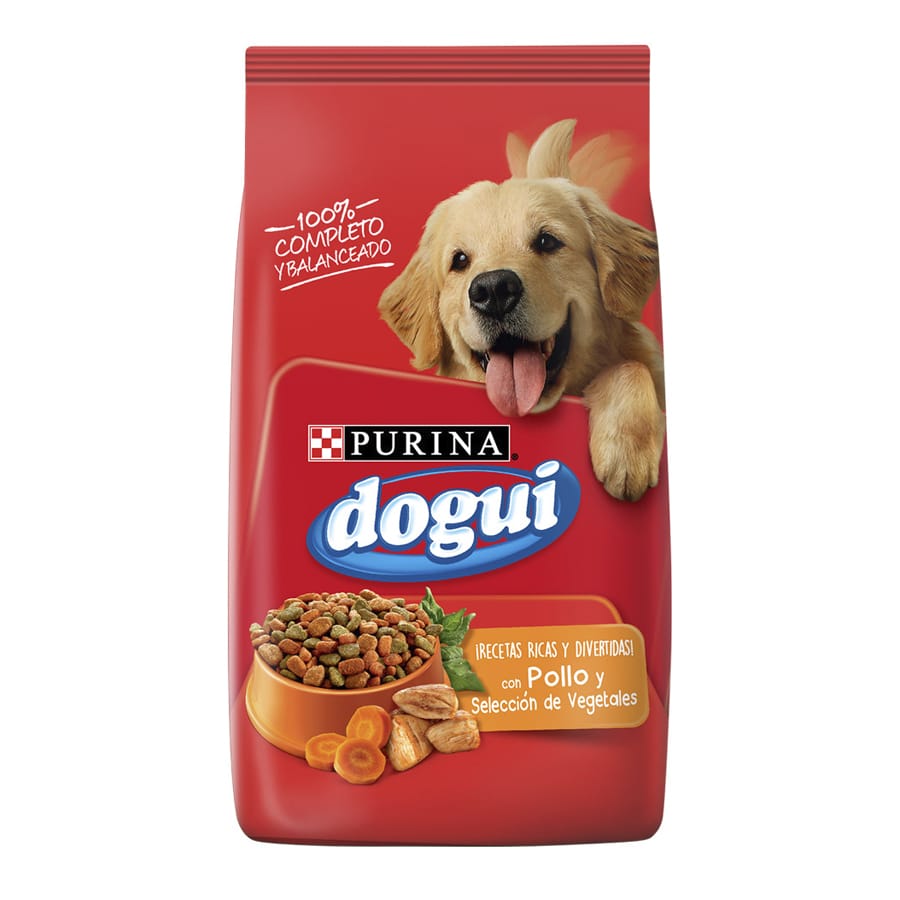 100%
COMPLETO
Y BALANCEADO
PURINA
dogui
¡RECETAS RICAS Y DIVERTIDAS!
con Pollo y
Selección de Vegetales